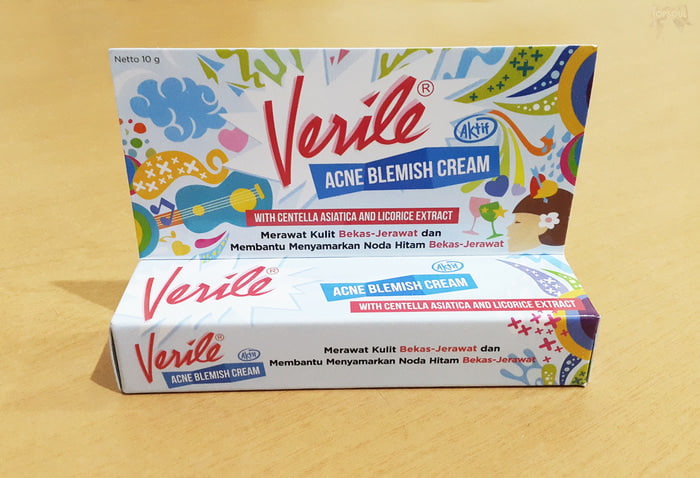 Netto 10 g
Verile®
Aktif
ACNE BLEMISH CREAM
WITH CENTELLA ASIATICA AND LICORICE EXTRACT
Merawat Kulit Bekas-Jerawat dan
Membantu Menyamarkan Noda Hitam Bekas-Jerawat
Verile®
Aktif
ACNE BLEMISH CREAM
WITH CENTELLA ASIATICA AND LICORICE EXTRACT
Verile®
Aktif
ACNE BLEMISH CREAM
Merawat Kulit Bekas-Jerawat dan
Membantu Menyamarkan Noda Hitam Bekas-Jerawat